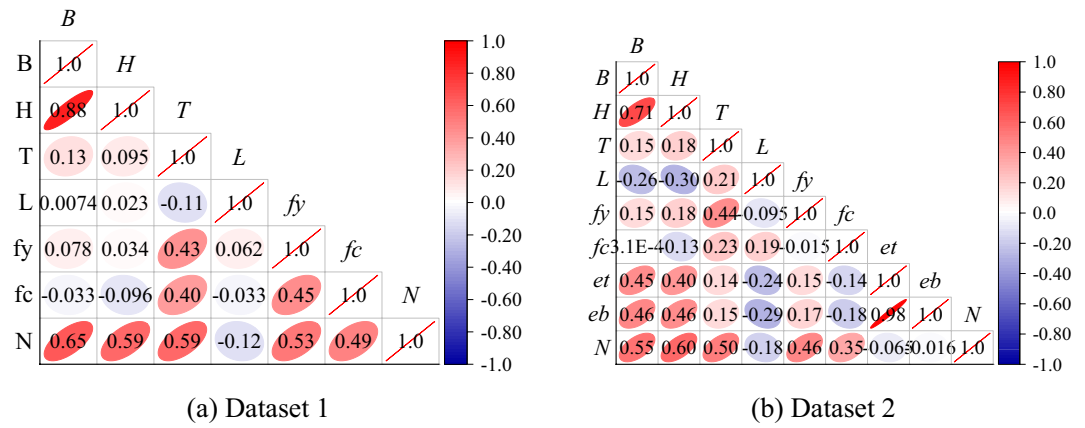 B
B 1.0 H
H 0.88 1.0 T
T 0.13 0.095 1.0 L
L 0.0074 0.023 -0.11 1.0 fy
fy 0.078 0.034 0.43 0.062 1.0 fc
fc -0.033 -0.096 0.40 -0.033 0.45 1.0 N
N 0.65 0.59 0.59 -0.12 0.53 0.49 1.0
1.0
0.80
0.60
0.40
0.20
0.0
-0.20
-0.40
-0.60
-0.80
-1.0
(a) Dataset 1
B
B 1.0 H
H 0.71 1.0 T
T 0.15 0.18 1.0 L
L -0.26 -0.30 0.21 1.0 fy
fy 0.15 0.18 0.44 -0.095 1.0 fc
fc 3.1E-4 -0.13 0.23 0.19 -0.015 1.0 et
et 0.45 0.40 0.14 -0.24 0.15 -0.14 1.0 eb
eb 0.46 0.46 0.15 -0.29 0.17 -0.18 0.98 1.0 N
N 0.55 0.60 0.50 -0.18 0.46 0.35 -0.065 -0.016 1.0
1.0
0.80
0.60
0.40
0.20
0.0
-0.20
-0.40
-0.60
-0.80
-1.0
(b) Dataset 2